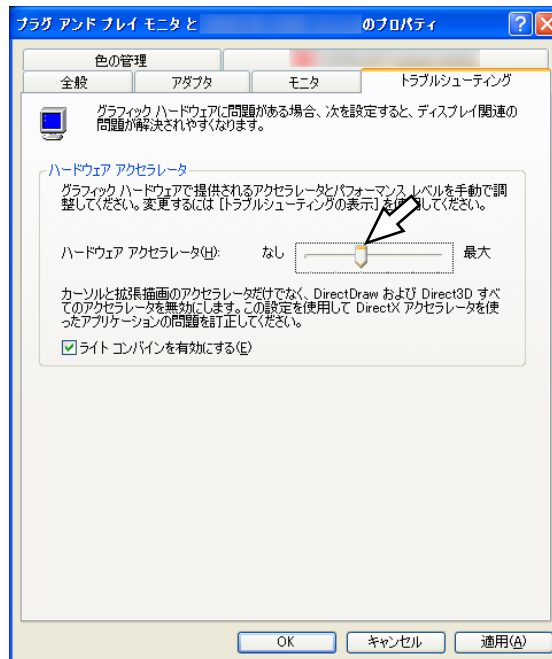 プラグ アンド プレイ モニタ と のプロパティ
色の管理
全般 アダプタ モニタ トラブルシューティング
グラフィック ハードウェアに問題がある場合、次を設定すると、ディスプレイ関連の
問題が解決されやすくなります。
ハードウェア アクセラレータ
グラフィック ハードウェアで提供されるアクセラレータとパフォーマンス レベルを手動で調
整してください。変更するには [トラブルシューティングの表示] を使用してください。
ハードウェア アクセラレータ(H): なし 最大
カーソルと拡張描画のアクセラレータだけでなく、DirectDraw および Direct3D すべ
てのアクセラレータを無効にします。この設定を使用して DirectX アクセラレータを使
ったアプリケーションの問題を訂正してください。
ライト コンバインを有効にする(E)
OK キャンセル 適用(A)